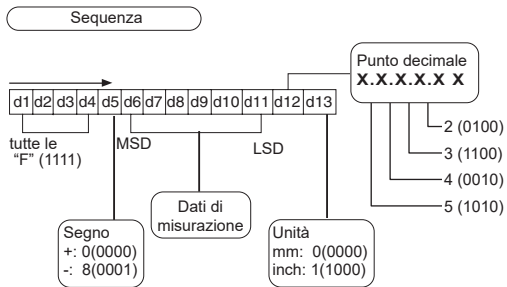 Sequenza
Punto decimale
X.X.X.X.X X
d1 d2 d3 d4 d5 d6 d7 d8 d9 d10 d11 d12 d13
2 (0100)
3 (1100)
4 (0010)
5 (1010)
tutte le
"F" (1111)
MSD
LSD
Dati di
misurazione
Segno
+: 0(0000)
-: 8(0001)
Unità
mm: 0(0000)
inch: 1(1000)